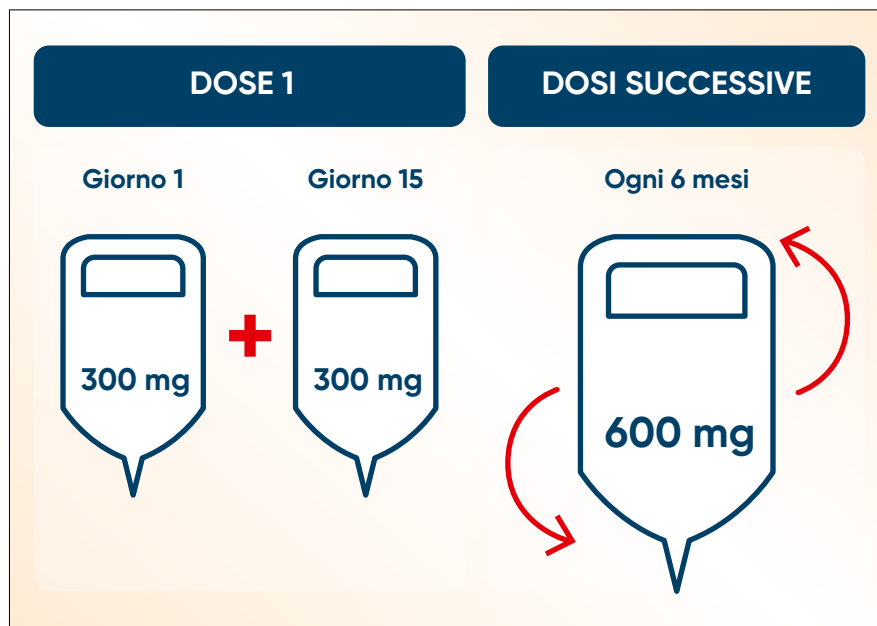 DOSE 1
Giorno 1
Giorno 15
300 mg
300 mg
DOSI SUCCESSIVE
Ogni 6 mesi
600 mg